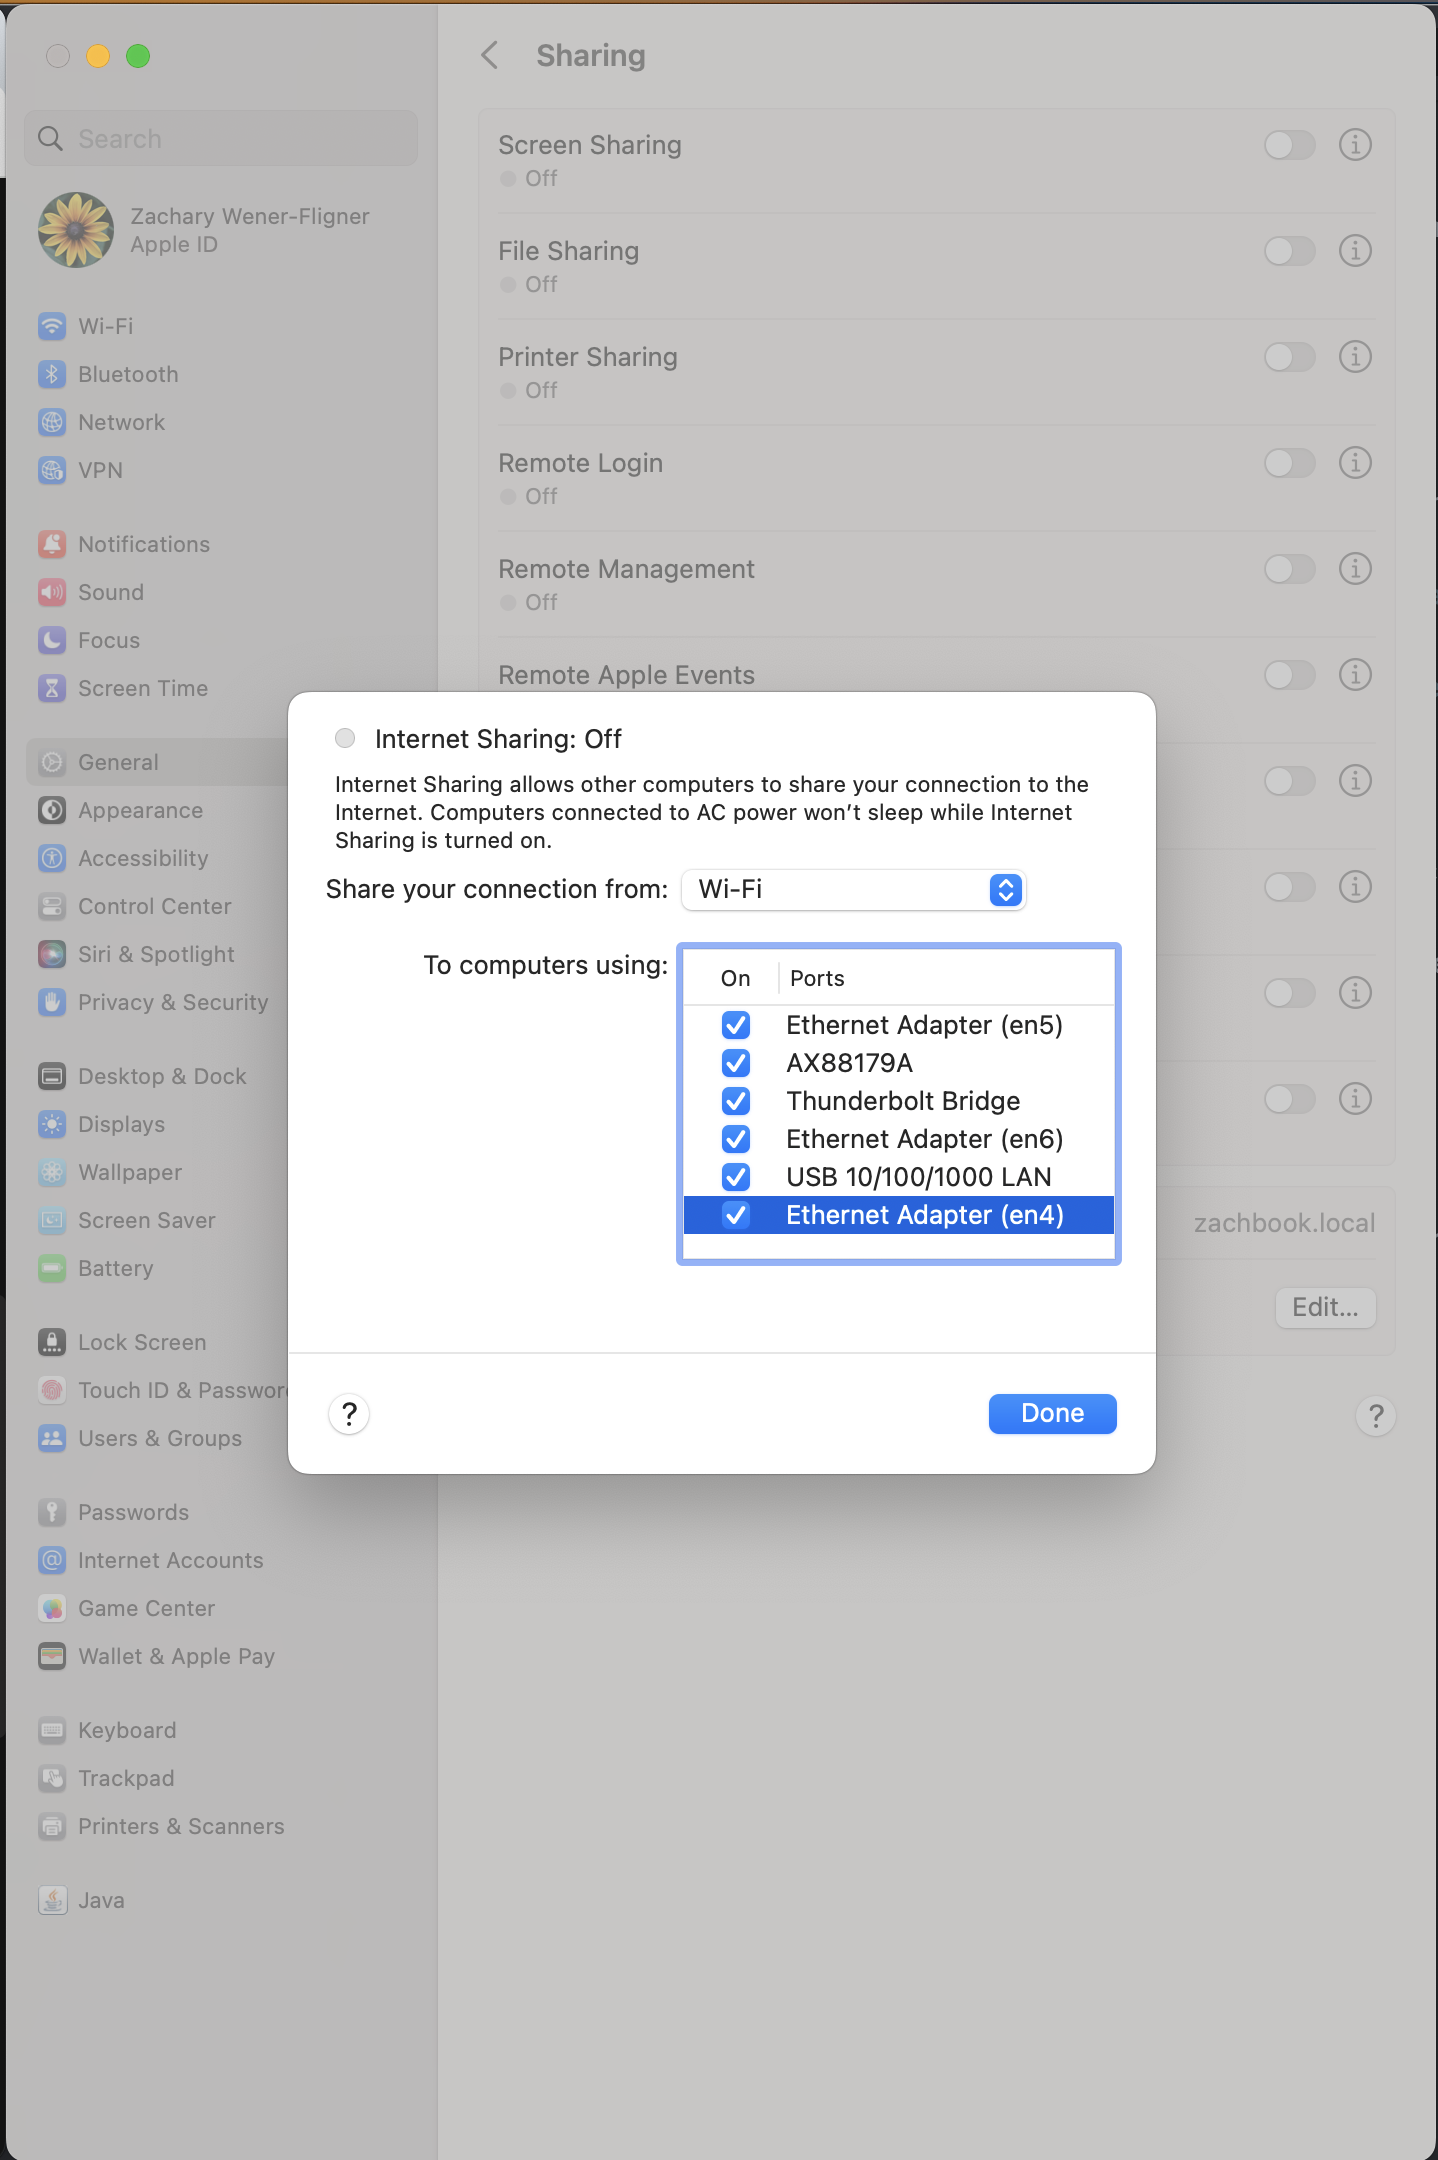 Sharing
Search
Zachary Wener-Fligner
Apple ID
Wi-Fi
Bluetooth
Network
VPN
Notifications
Sound
Focus
Screen Time
General
Appearance
Accessibility
Control Center
Siri & Spotlight
Privacy & Security
Desktop & Dock
Displays
Wallpaper
Screen Saver
Battery
Lock Screen
Touch ID & Passwor
Users & Groups
Passwords
Internet Accounts
Game Center
Wallet & Apple Pay
Keyboard
Trackpad
Printers & Scanners
Java
Screen Sharing
Off
File Sharing
Off
Printer Sharing
Off
Remote Login
Off
Remote Management
Off
Remote Apple Events
Internet Sharing: Off
Internet Sharing allows other computers to share your connection to the
Internet. Computers connected to AC power won’t sleep while Internet
Sharing is turned on.
Share your connection from: Wi-Fi
To computers using:
On Ports
Ethernet Adapter (en5)
AX88179A
Thunderbolt Bridge
Ethernet Adapter (en6)
USB 10/100/1000 LAN
Ethernet Adapter (en4)
? Done
zachbook.local
Edit...
?